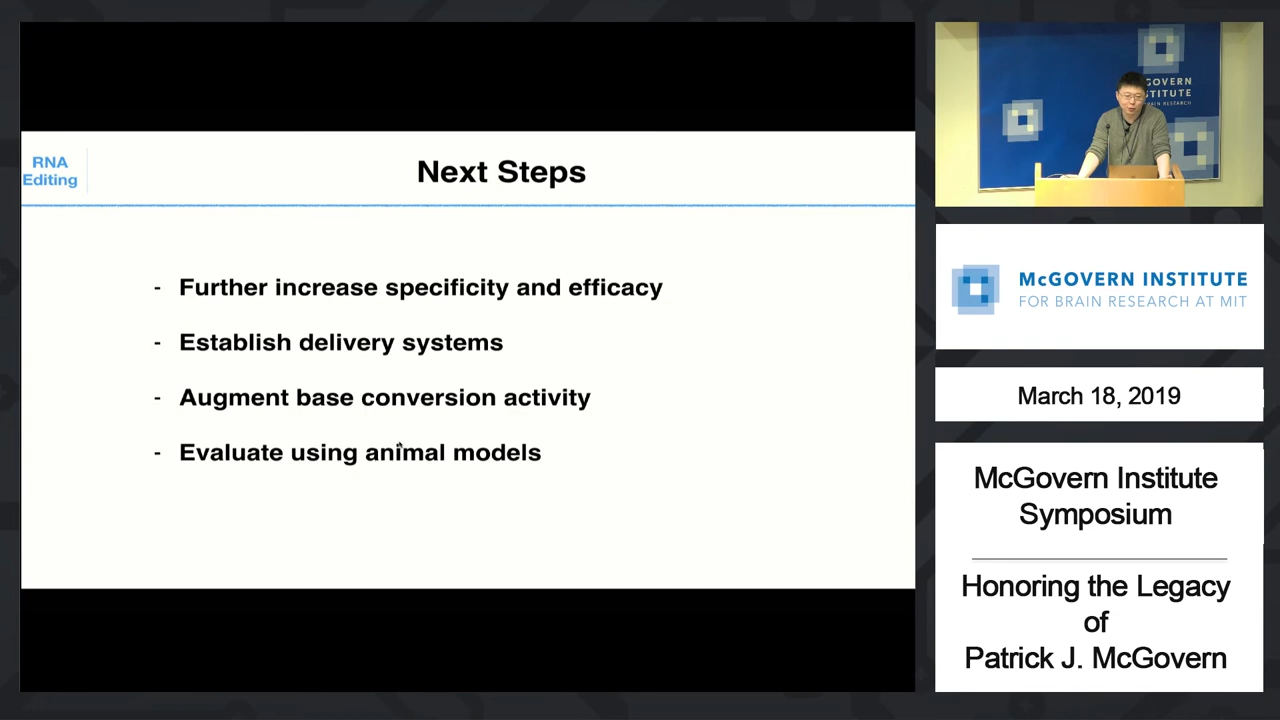 RNA
Editing
Next Steps
- Further increase specificity and efficacy
- Establish delivery systems
- Augment base conversion activity
- Evaluate using animal models
GOVERN
STITUTE
McGOVERN INSTITUTE
FOR BRAIN RESEARCH AT MIT
March 18, 2019
McGovern Institute
Symposium
Honoring the Legacy
of
Patrick J. McGovern